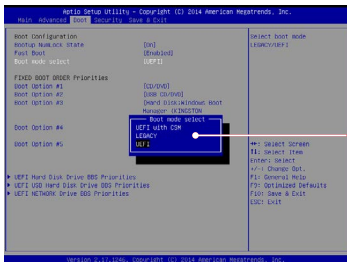 Aptio Setup Utility - Copyright (C) 2014 American Megatrends, Inc.
Main Advanced Boot Security Save & Exit
Boot Configuration
Bootup NumLock State [On]
Fast Boot [Enabled]
Boot mode select [UEFI]
FIXED BOOT ORDER Priorities
Boot Option #1 [CD/DVD]
Boot Option #2 [USB CD/DVD]
Boot Option #3 [Hard Disk:Windows Boot
Manager (KINGSTON
Boot Option #4
Boot Option #5
Boot mode select
UEFI with CSM
LEGACY
UEFI
UEFI Hard Disk Drive BBS Priorities
UEFI USB Hard Disk Drive BBS Priorities
UEFI NETWORK Drive BBS Priorities
Select boot mode
LEGACY/UEFI
: Select Screen
: Select Item
Enter: Select
+/-: Change Opt.
F1: General Help
F9: Optimized Defaults
F10: Save & Exit
ESC: Exit
Version 2.17.1246. Copyright (C) 2014 American Megatrends, Inc.